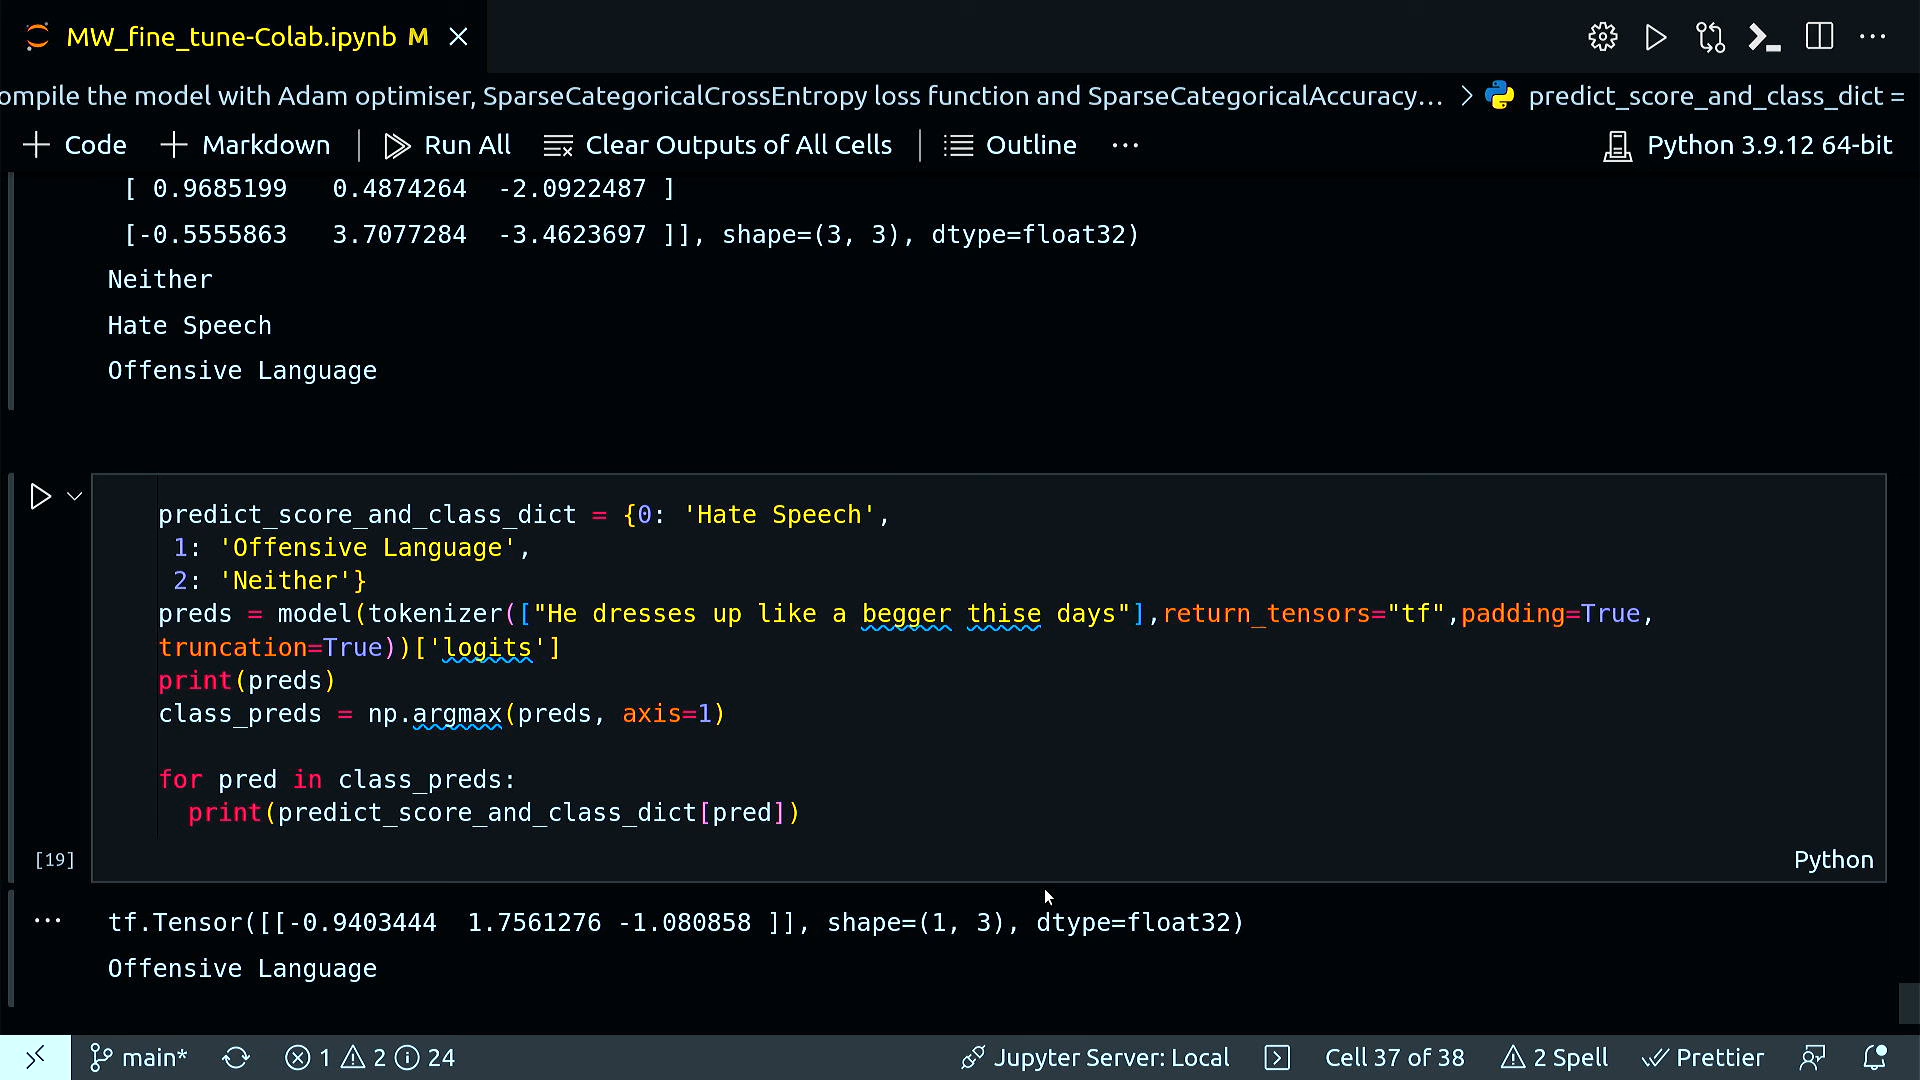 MW_fine_tune-Colab.ipynb M
ompile the model with Adam optimiser, SparseCategoricalCrossEntropy loss function and SparseCategoricalAccuracy... > predict_score_and_class_dict =
+ Code + Markdown | Run All Clear Outputs of All Cells | Outline ... Python 3.9.12 64-bit
[ 0.9685199   0.4874264  -2.0922487 ]
[-0.5555863   3.7077284  -3.4623697 ]], shape=(3, 3), dtype=float32)
Neither
Hate Speech
Offensive Language
predict_score_and_class_dict = {0: 'Hate Speech',
 1: 'Offensive Language',
 2: 'Neither'}
preds = model(tokenizer(["He dresses up like a begger thise days"],return_tensors="tf",padding=True,
truncation=True))['logits']
print(preds)
class_preds = np.argmax(preds, axis=1)
for pred in class_preds:
  print(predict_score_and_class_dict[pred])
[19]
Python
tf.Tensor([[-0.9403444  1.7561276 -1.080858 ]], shape=(1, 3), dtype=float32)
Offensive Language
main* 1 2 24 Jupyter Server: Local Cell 37 of 38 2 Spell Prettier